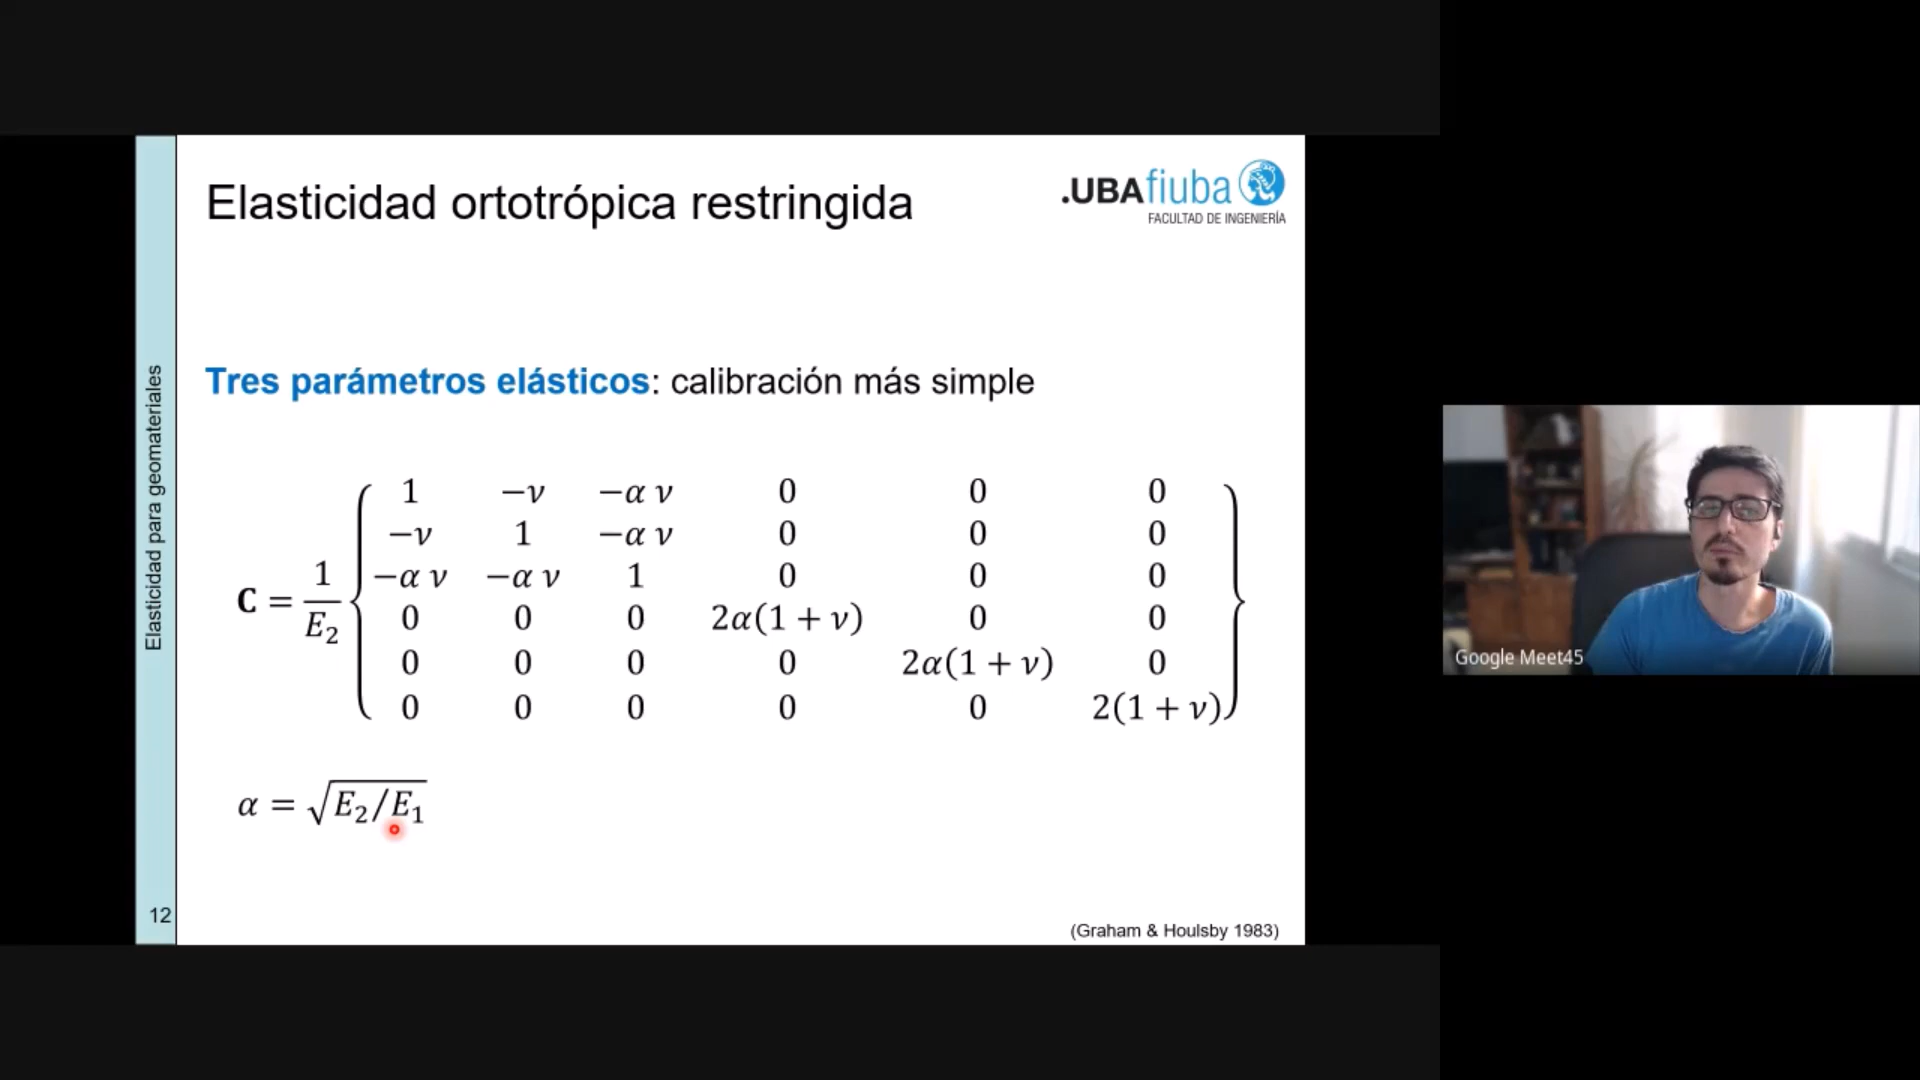 Elasticidad ortotrópica restringida
.UBAfiuba
FACULTAD DE INGENIERÍA
Tres parámetros elásticos: calibración más simple
C = 1/E₂
1 −ν −α ν 0 0 0
−ν 1 −α ν 0 0 0
−α ν −α ν 1 0 0 0
0 0 0 2α(1 + ν) 0 0
0 0 0 0 2α(1 + ν) 0
0 0 0 0 0 2(1 + ν)
α = √E₂/E₁
(Graham & Houlsby 1983)
Elasticidad para geomateriales
12
Google Meet45